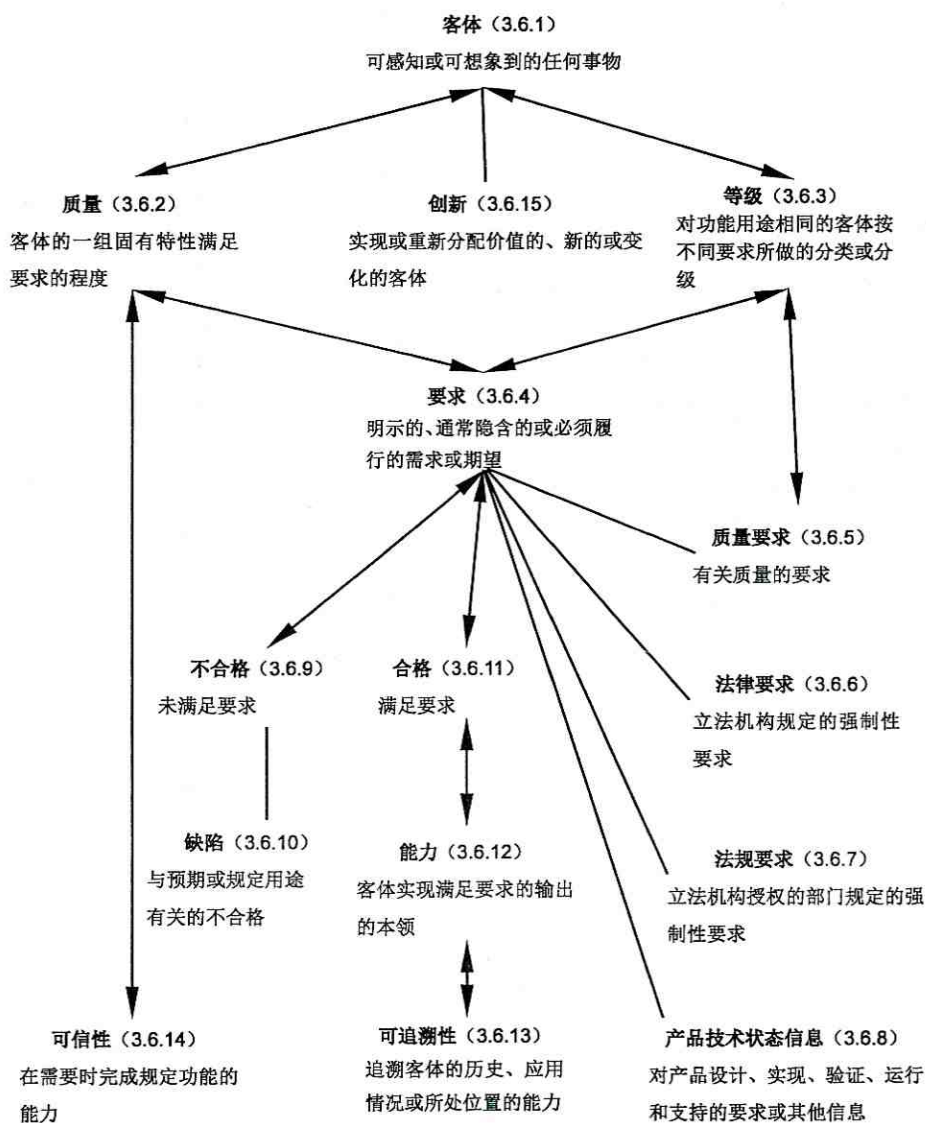 客体（3.6.1）
可感知或可想象到的任何事物
质量（3.6.2）
客体的一组固有特性满足
要求的程度
创新（3.6.15）
实现或重新分配价值的、新的或变
化的客体
等级（3.6.3）
对功能用途相同的客体按
不同要求所做的分类或分
级
要求（3.6.4）
明示的、通常隐含的或必须履
行的需求或期望
质量要求（3.6.5）
有关质量的要求
不合格（3.6.9）
未满足要求
合格（3.6.11）
满足要求
法律要求（3.6.6）
立法机构规定的强制性
要求
缺陷（3.6.10）
与预期或规定用途
有关的不合格
能力（3.6.12）
客体实现满足要求的输出
的本领
法规要求（3.6.7）
立法机构授权的部门规定的强
制性要求
可信性（3.6.14）
在需要时完成规定功能的
能力
可追溯性（3.6.13）
追溯客体的历史、应用
情况或所处位置的能力
产品技术状态信息（3.6.8）
对产品设计、实现、验证、运行
和支持的要求或其他信息